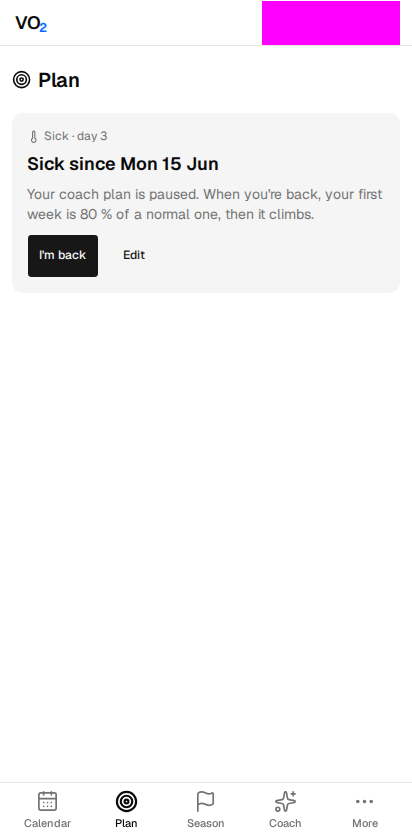 VO2
Plan
Sick · day 3
Sick since Mon 15 Jun
Your coach plan is paused. When you're back, your first
week is 80 % of a normal one, then it climbs.
I'm back Edit
Calendar Plan Season Coach More